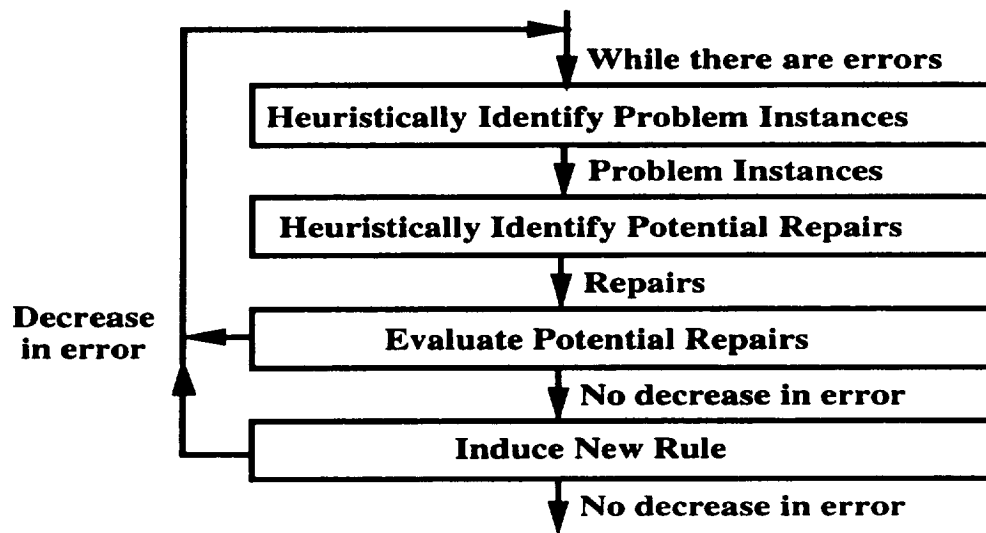 While there are errors
Heuristically Identify Problem Instances
Problem Instances
Heuristically Identify Potential Repairs
Repairs
Decrease
in error
Evaluate Potential Repairs
No decrease in error
Induce New Rule
No decrease in error